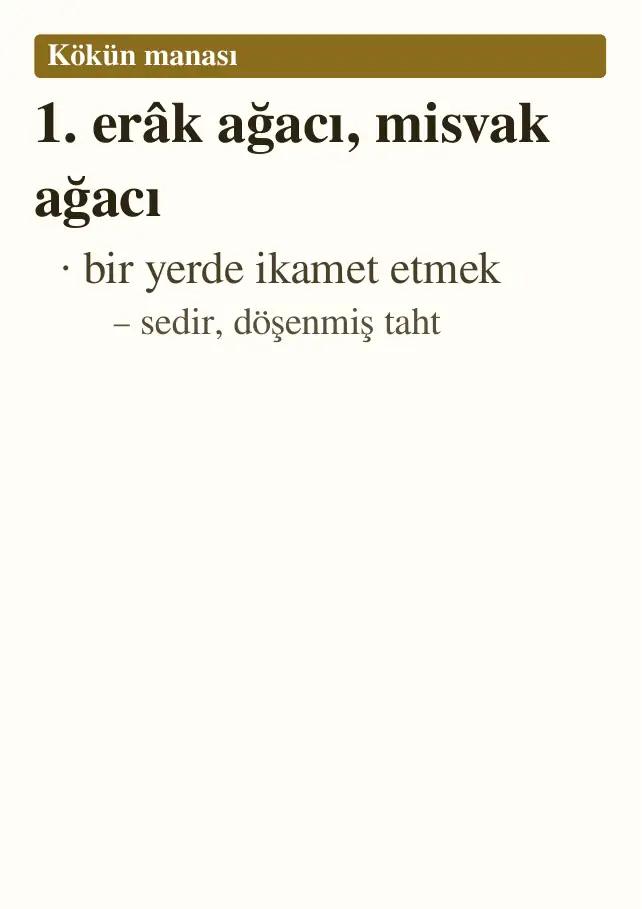 Kökün manası
1. erâk ağacı, misvak
ağacı
· bir yerde ikamet etmek
– sedir, döşenmiş taht